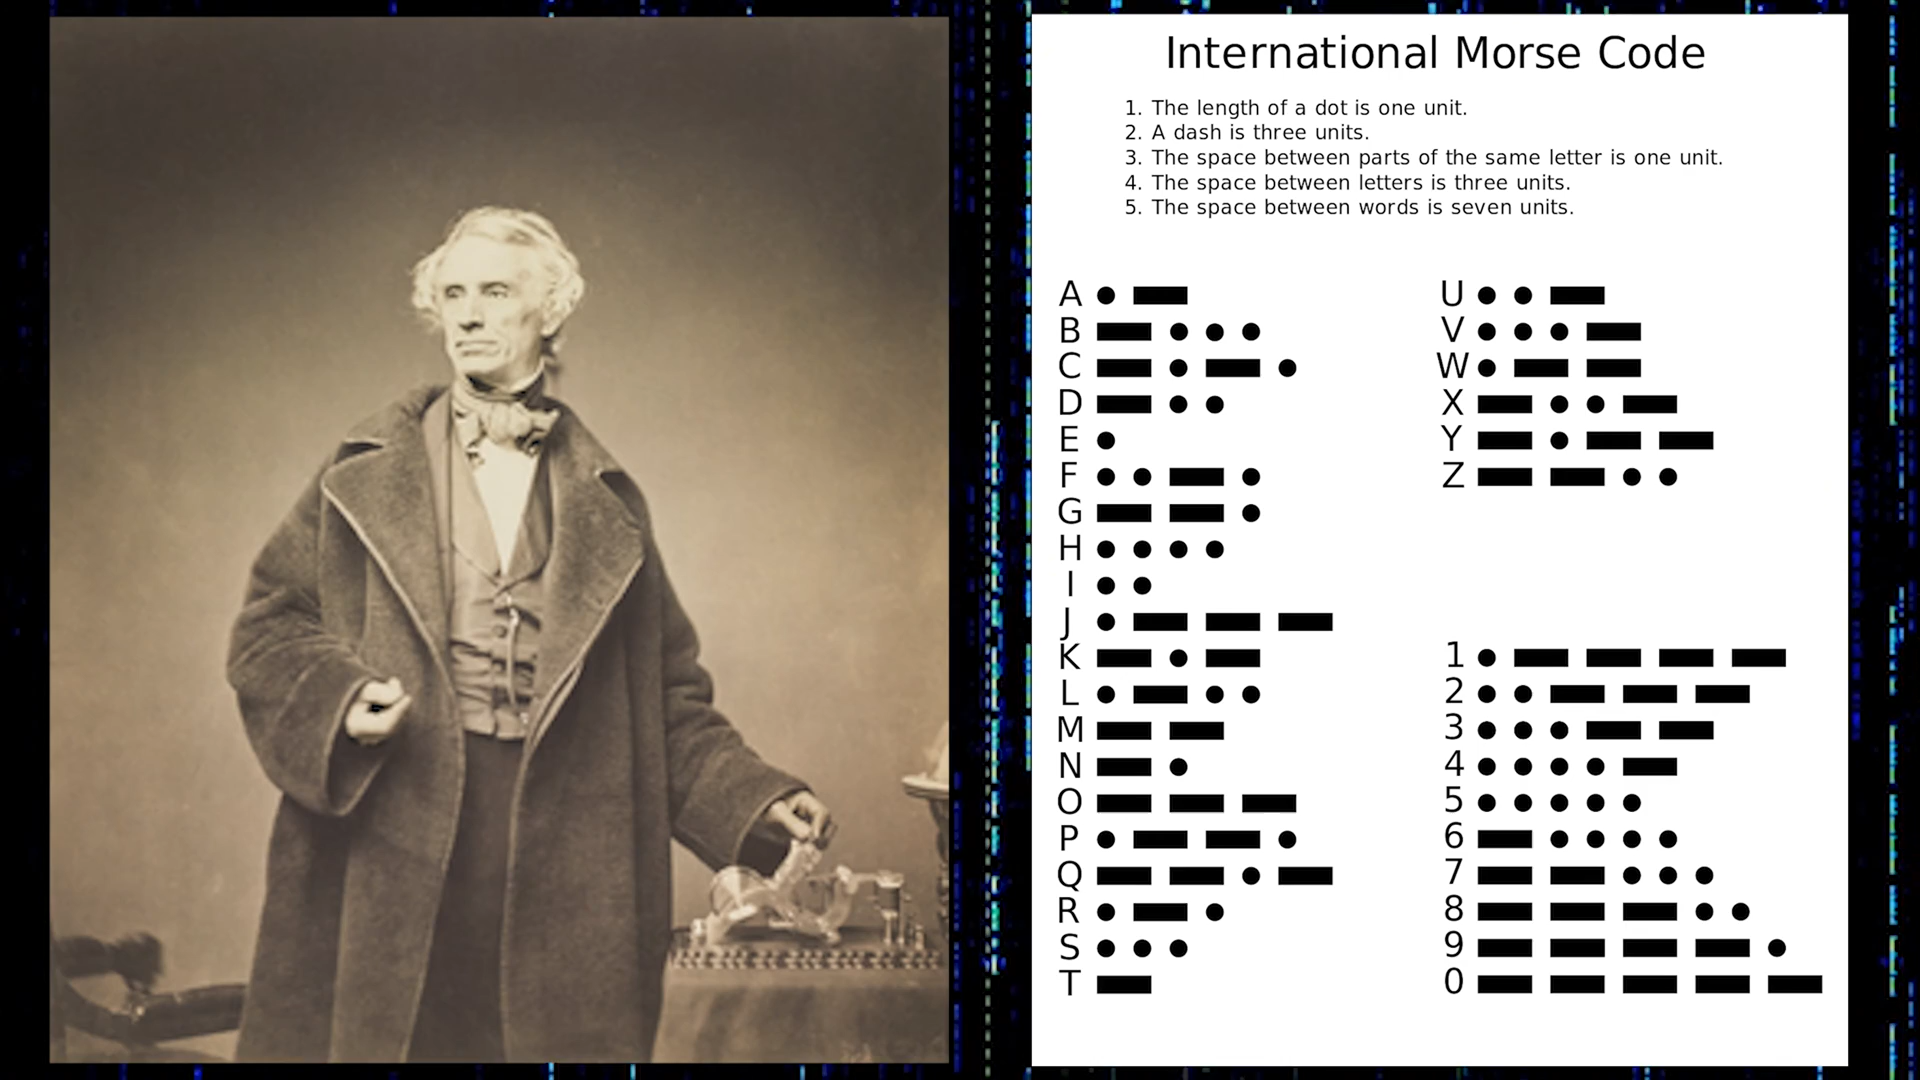 International Morse Code
1. The length of a dot is one unit.
2. A dash is three units.
3. The space between parts of the same letter is one unit.
4. The space between letters is three units.
5. The space between words is seven units.
A
B
C
D
E
F
G
H
I
J
K
L
M
N
O
P
Q
R
S
T
U
V
W
X
Y
Z
1
2
3
4
5
6
7
8
9
0